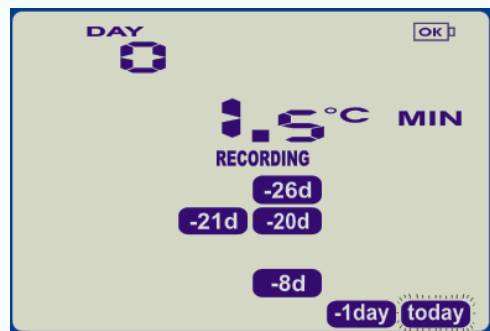 DAY OK
0
1.5°C MIN
RECORDING
-26d
-21d -20d
-8d
-1day today